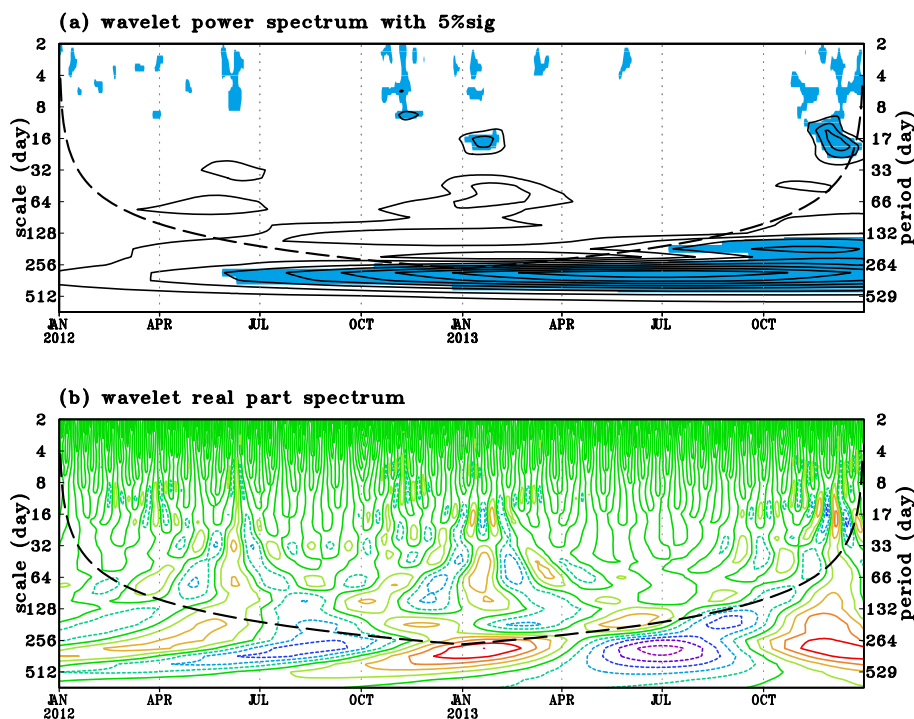 (a) wavelet power spectrum with 5%sig
2 2
4 4
8 8
16 17
32 33
64 66
128 132
256 264
512 529
scale (day)
period (day)
JAN APR JUL OCT JAN APR JUL OCT
2012 2013
(b) wavelet real part spectrum
2 2
4 4
8 8
16 17
32 33
64 66
128 132
256 264
512 529
scale (day)
period (day)
JAN APR JUL OCT JAN APR JUL OCT
2012 2013